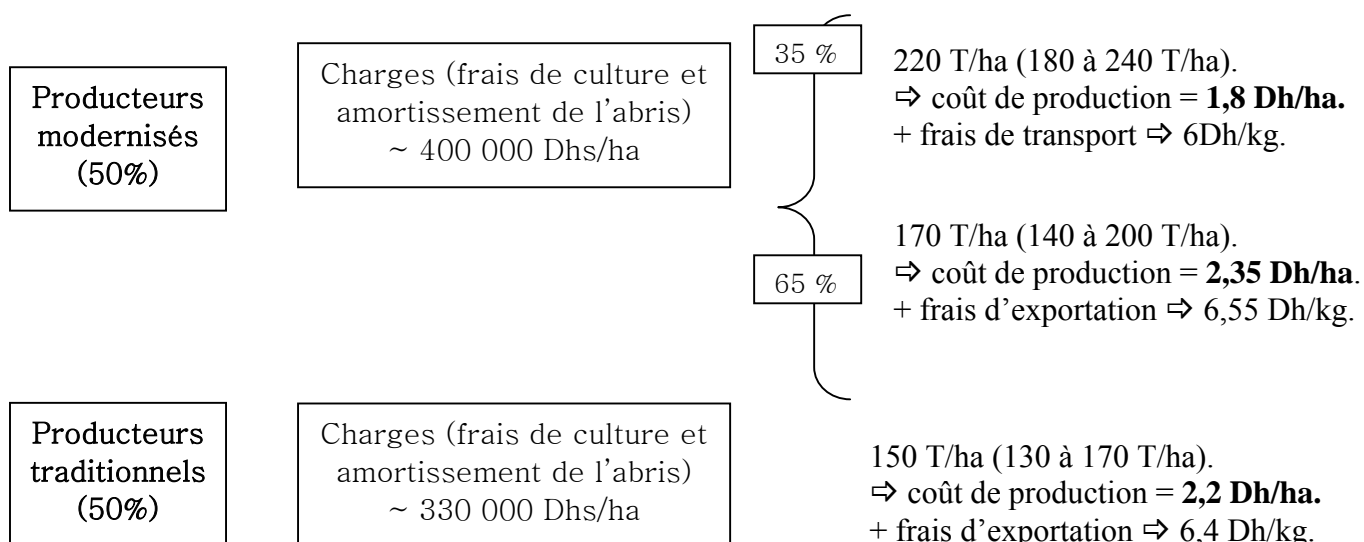 Producteurs
modernisés
(50%)
Charges (frais de culture et
amortissement de l'abris)
~ 400 000 Dhs/ha
35 %
220 T/ha (180 à 240 T/ha).
⇨ coût de production = 1,8 Dh/ha.
+ frais de transport ⇨ 6Dh/kg.
65 %
170 T/ha (140 à 200 T/ha).
⇨ coût de production = 2,35 Dh/ha.
+ frais d'exportation ⇨ 6,55 Dh/kg.
Producteurs
traditionnels
(50%)
Charges (frais de culture et
amortissement de l'abris)
~ 330 000 Dhs/ha
150 T/ha (130 à 170 T/ha).
⇨ coût de production = 2,2 Dh/ha.
+ frais d'exportation ⇨ 6,4 Dh/kg.